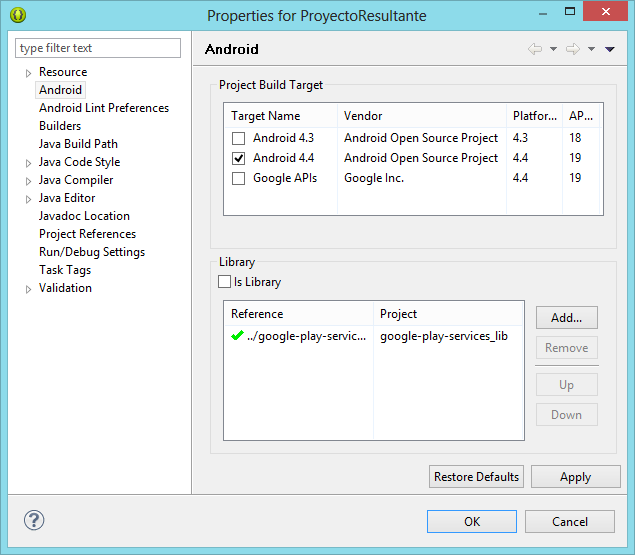 Properties for ProyectoResultante
type filter text
Resource
Android
Android Lint Preferences
Builders
Java Build Path
Java Code Style
Java Compiler
Java Editor
Javadoc Location
Project References
Run/Debug Settings
Task Tags
Validation
Android
Project Build Target
Target Name Vendor Platfor... AP...
Android 4.3 Android Open Source Project 4.3 18
Android 4.4 Android Open Source Project 4.4 19
Google APIs Google Inc. 4.4 19
Library
Is Library
Reference Project
../google-play-servic... google-play-services_lib
Add...
Remove
Up
Down
Restore Defaults Apply
? OK Cancel